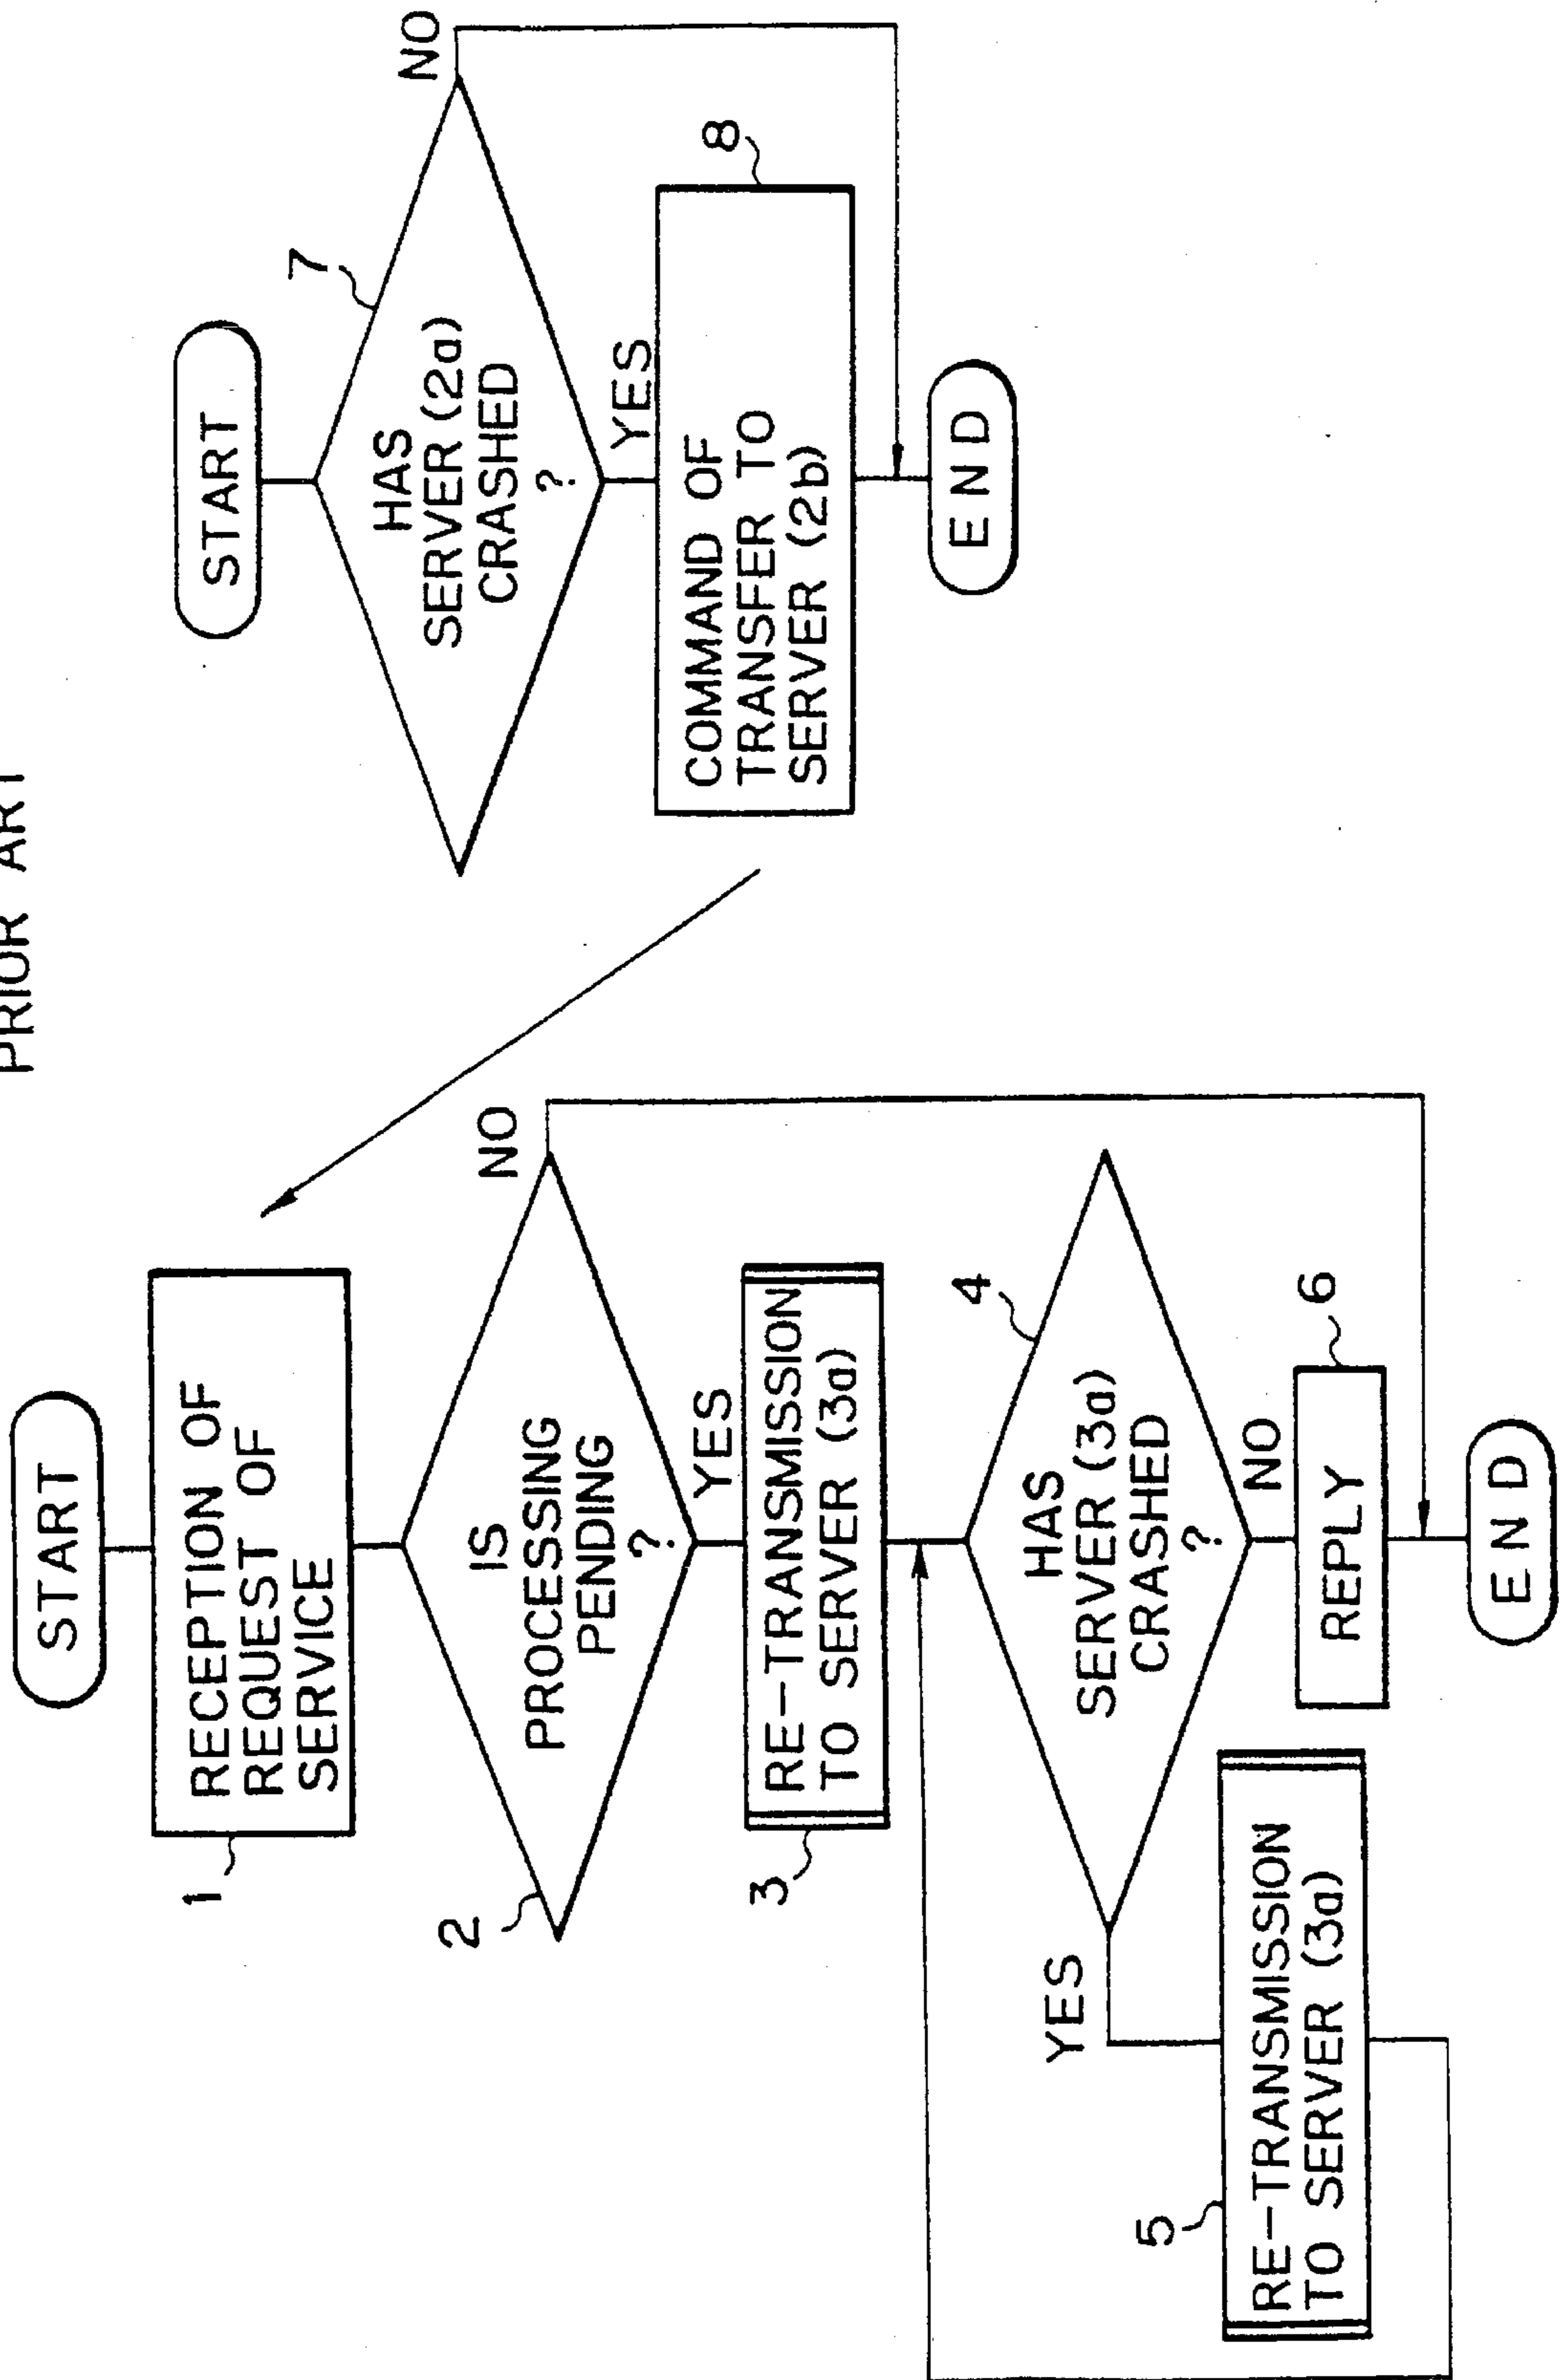 PRIOR ART
START
RECEPTION OF
REQUEST OF
SERVICE
1
IS
PROCESSING
PENDING
?
2
NO
YES
RE-TRANSMISSION
TO SERVER (3a)
3
HAS
SERVER (3a)
CRASHED
?
4
YES
NO
RE-TRANSMISSION
TO SERVER (3a)
5
REPLY
6
END
START
HAS
SERVER (2a)
CRASHED
?
7
NO
YES
COMMAND OF
TRANSFER TO
SERVER (2b)
8
END